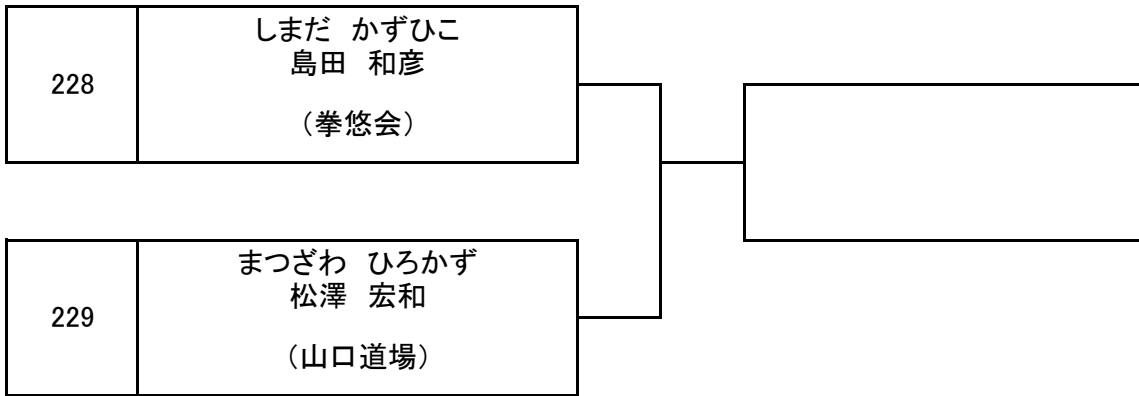 228
しまだ　かずひこ
島田　和彦
（拳悠会）
229
まつざわ　ひろかず
松澤　宏和
（山口道場）